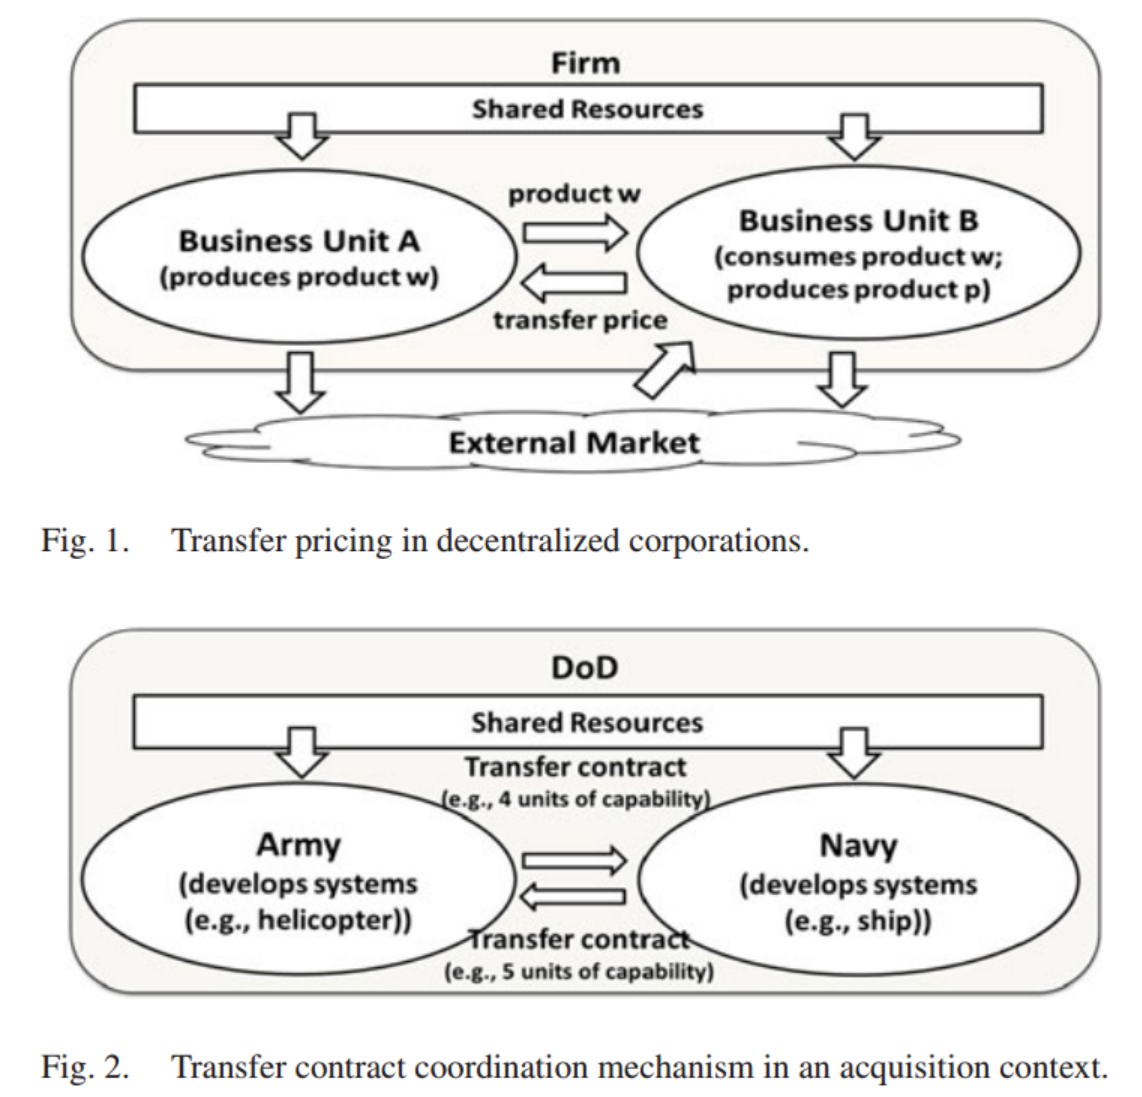 Firm
Shared Resources
product w
Business Unit A
(produces product w)
Business Unit B
(consumes product w;
produces product p)
transfer price
External Market
Fig. 1. Transfer pricing in decentralized corporations.
DoD
Shared Resources
Transfer contract
(e.g., 4 units of capability)
Army
(develops systems
(e.g., helicopter))
Navy
(develops systems
(e.g., ship))
Transfer contract
(e.g., 5 units of capability)
Fig. 2. Transfer contract coordination mechanism in an acquisition context.